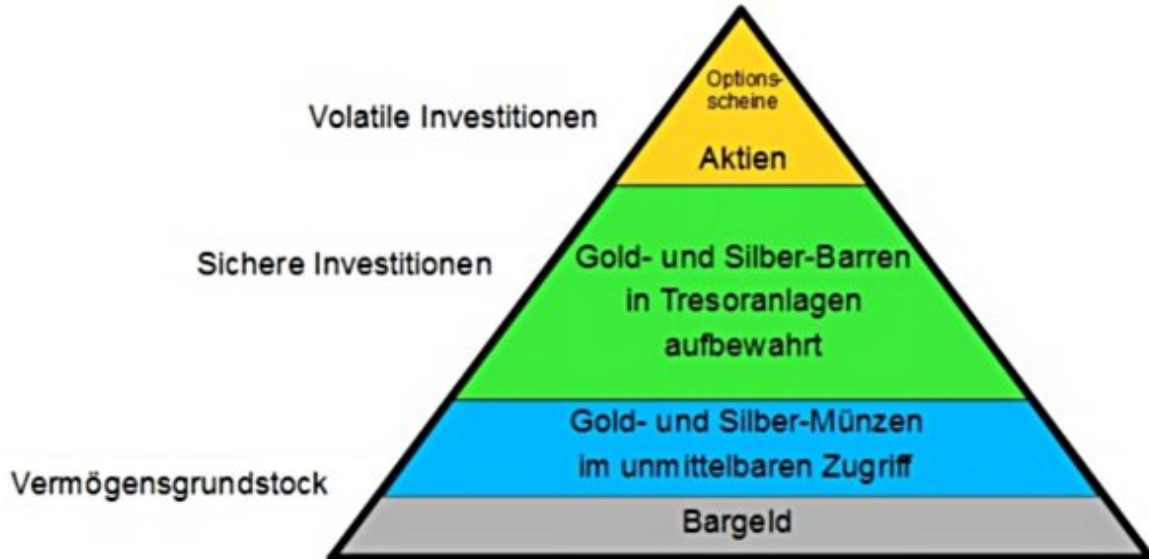 Options-
scheine
Volatile Investitionen
Aktien
Sichere Investitionen
Gold- und Silber-Barren
in Tresoranlagen
aufbewahrt
Gold- und Silber-Münzen
im unmittelbaren Zugriff
Vermögensgrundstock
Bargeld